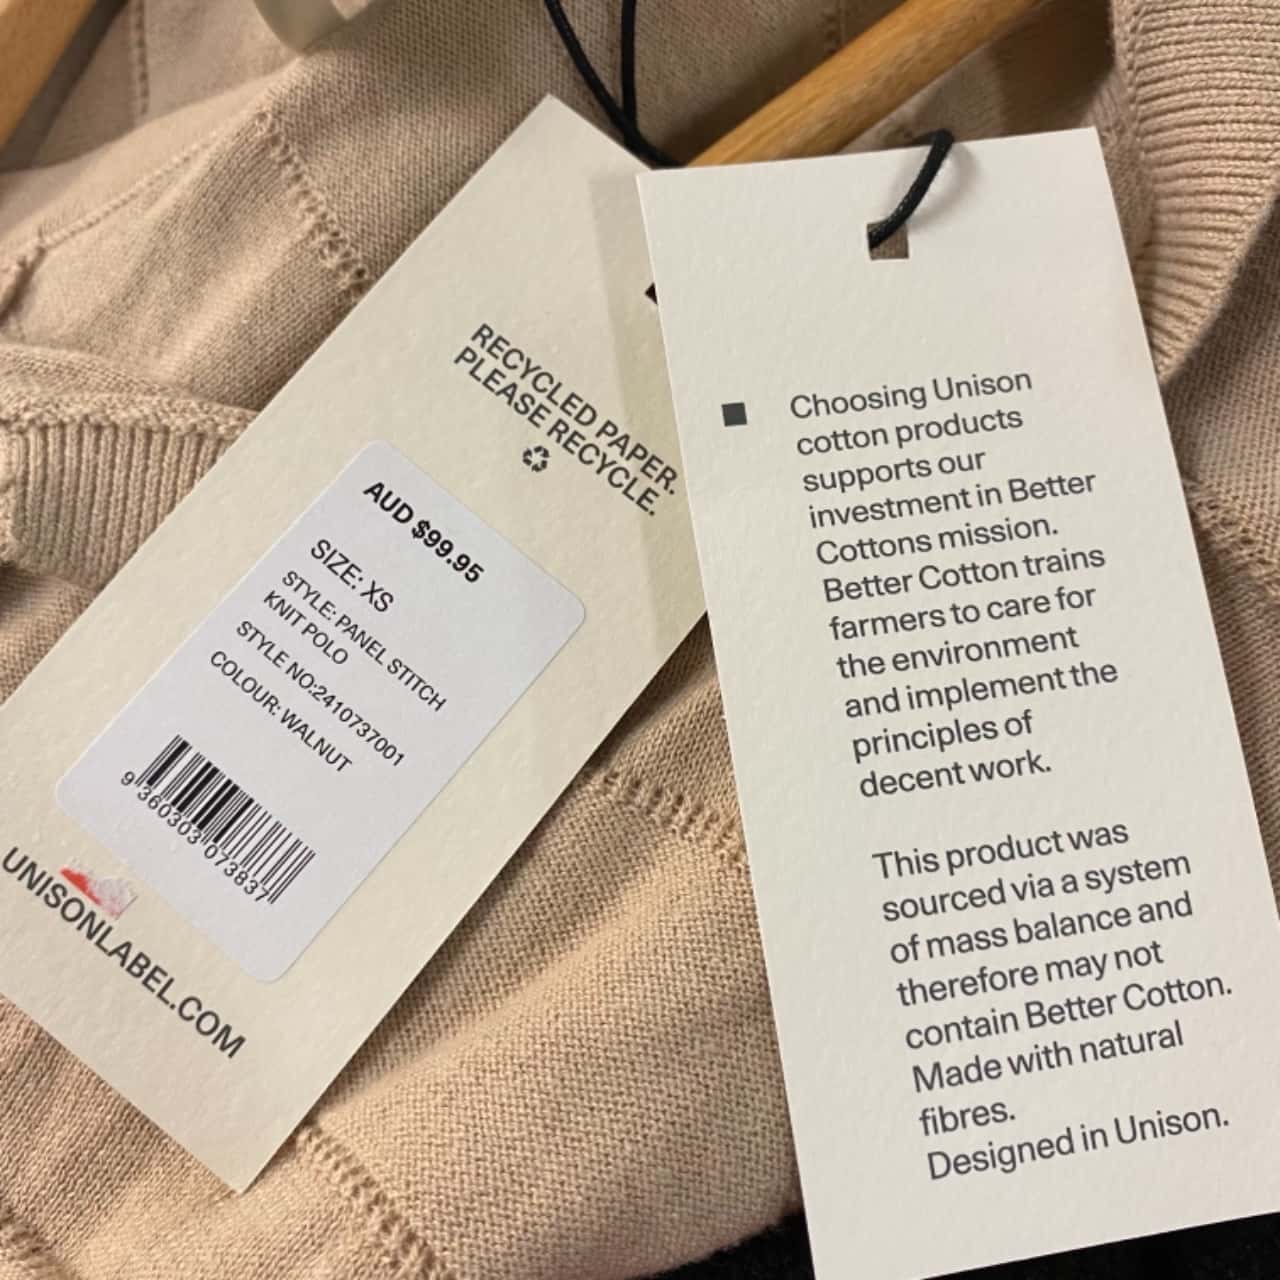 RECYCLED PAPER.
PLEASE RECYCLE.
AUD $99.95
SIZE: XS
STYLE: PANEL STITCH
KNIT POLO
STYLE NO:2410737001
COLOUR: WALNUT
9 360303 073837
UNISONLABEL.COM
Choosing Unison
cotton products
supports our
investment in Better
Cottons mission.
Better Cotton trains
farmers to care for
the environment
and implement the
principles of
decent work.
This product was
sourced via a system
of mass balance and
therefore may not
contain Better Cotton.
Made with natural
fibres.
Designed in Unison.